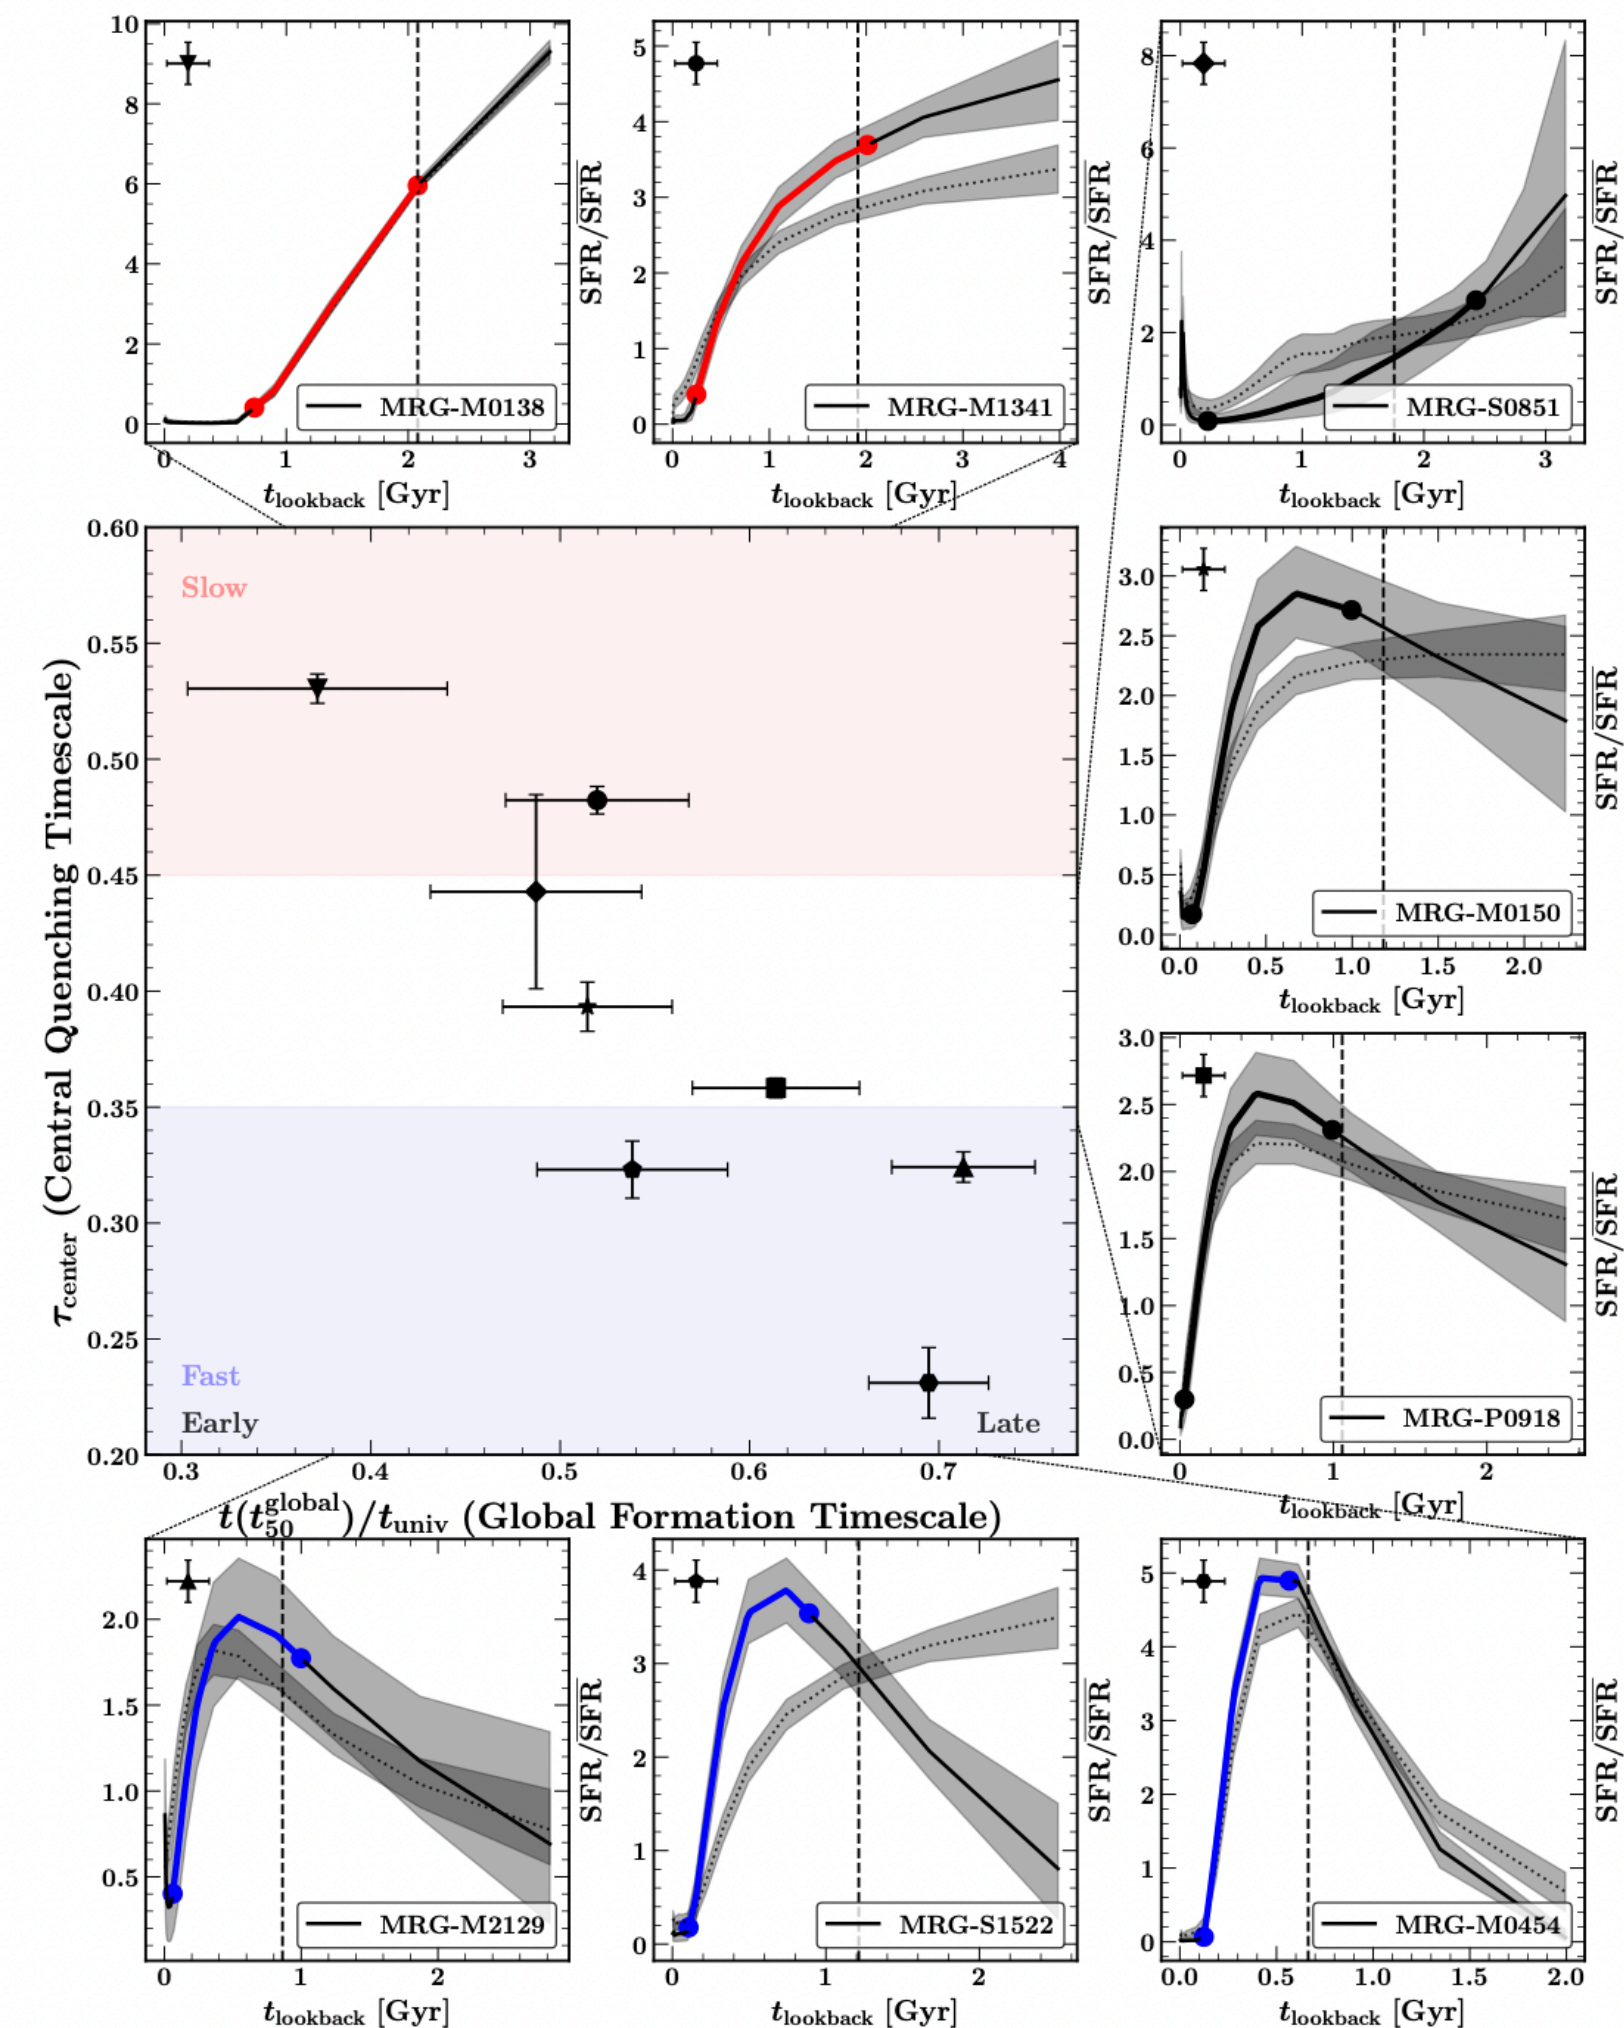 10
8
6
4
2
0
MRG-M0138
0 1 2 3
t_lookback [Gyr]
SFR/SFR
5
4
3
2
1
0
MRG-M1341
0 1 2 3 4
t_lookback [Gyr]
SFR/SFR
8
6
4
2
0
MRG-S0851
0 1 2 3
t_lookback [Gyr]
SFR/SFR
τ_center (Central Quenching Timescale)
0.60
0.55
0.50
0.45
0.40
0.35
0.30
0.25
0.20
Slow
Fast
Early
Late
0.3 0.4 0.5 0.6 0.7
t(t_50^global)/t_univ (Global Formation Timescale)
3.0
2.5
2.0
1.5
1.0
0.5
0.0
MRG-M0150
0.0 0.5 1.0 1.5 2.0
t_lookback [Gyr]
SFR/SFR
3.0
2.5
2.0
1.5
1.0
0.5
0.0
MRG-P0918
0 1 2
t_lookback [Gyr]
SFR/SFR
2.0
1.5
1.0
0.5
MRG-M2129
0 1 2
t_lookback [Gyr]
SFR/SFR
4
3
2
1
0
MRG-S1522
0 1 2
t_lookback [Gyr]
SFR/SFR
5
4
3
2
1
0
MRG-M0454
0.0 0.5 1.0 1.5 2.0
t_lookback [Gyr]
SFR/SFR